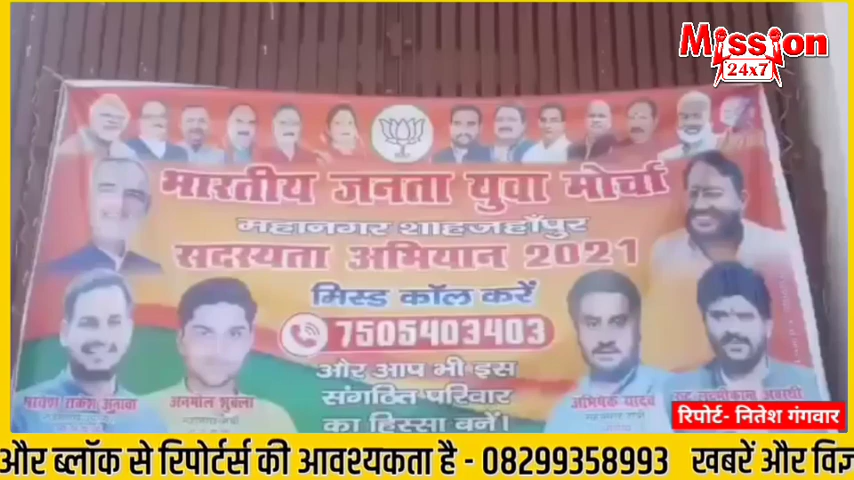 Mission
24x7
भारतीय जनता युवा मोर्चा
महानगर शाहजहाँपुर
सदस्यता अभियान 2021
मिस्ड कॉल करें
7505403403
और आप भी इस
संगठित परिवार
का हिस्सा बनें।
अनमोल शुक्ला
अभिषेक यादव
रिपोर्ट- नितेश गंगवार
और ब्लॉक से रिपोर्टर्स की आवश्यकता है - 08299358993 खबरें और विज्ञ